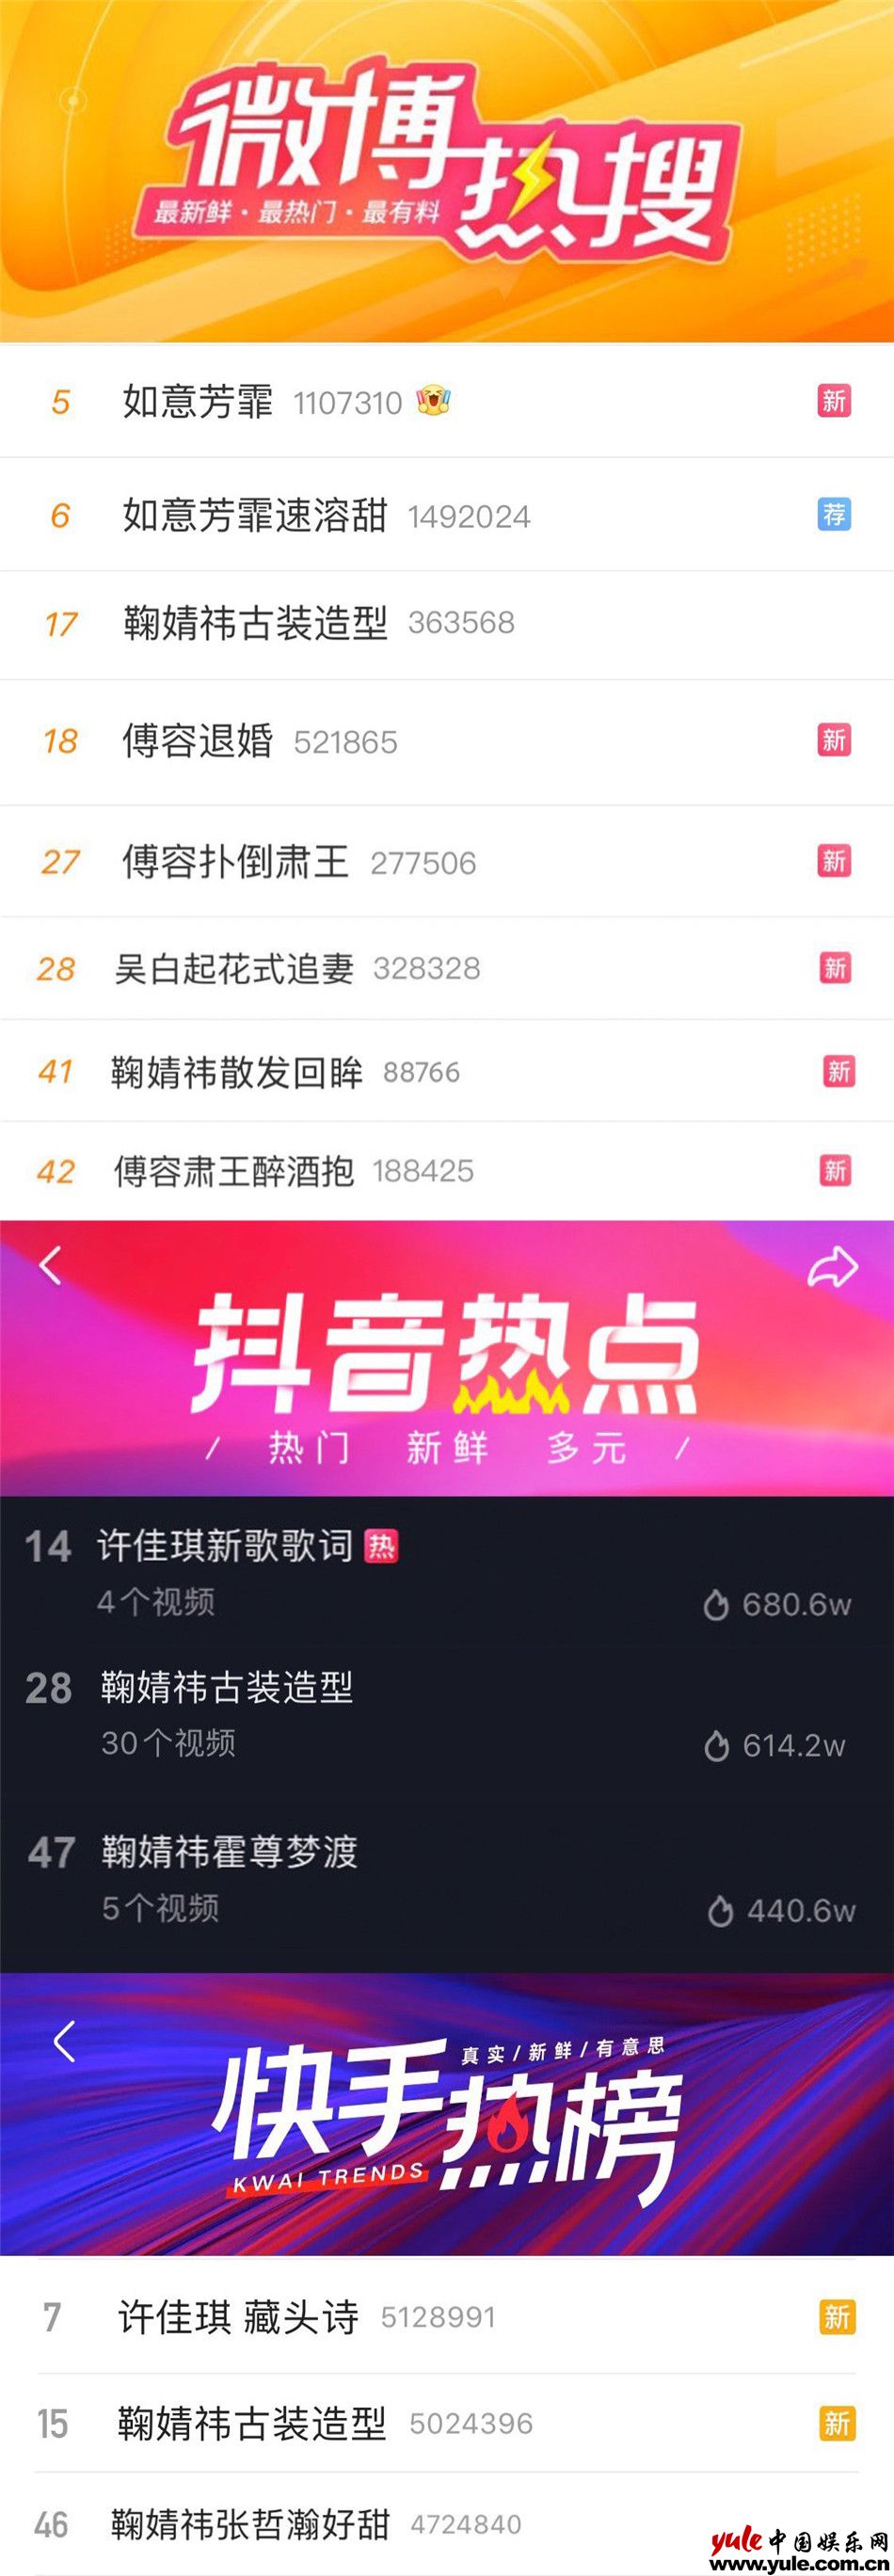 微博热搜
最新鲜·最热门·最有料
5 如意芳霏 1107310 新
6 如意芳霏速溶甜 1492024 荐
17 鞠婧祎古装造型 363568
18 傅容退婚 521865 新
27 傅容扑倒肃王 277506 新
28 吴白起花式追妻 328328 新
41 鞠婧祎散发回眸 88766 新
42 傅容肃王醉酒抱 188425 新
抖音热点
/ 热门 新鲜 多元 /
14 许佳琪新歌歌词 热
4个视频 680.6w
28 鞠婧祎古装造型
30个视频 614.2w
47 鞠婧祎霍尊梦渡
5个视频 440.6w
真实/新鲜/有意思
快手热榜
KWAI TRENDS
7 许佳琪 藏头诗 5128991 新
15 鞠婧祎古装造型 5024396 新
46 鞠婧祎张哲瀚好甜 4724840
yule 中国娱乐网
www.yule.com.cn